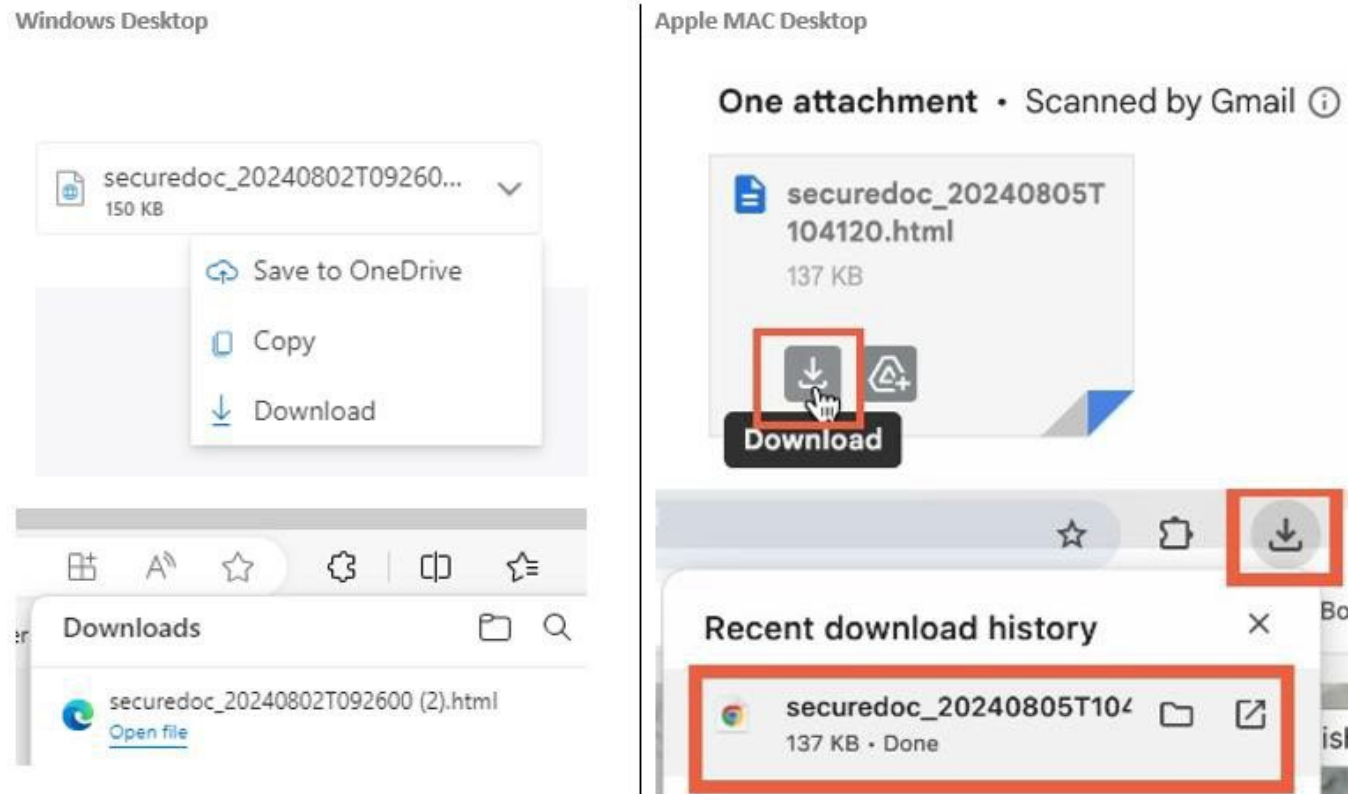 Windows Desktop
securedoc_20240802T09260...
150 KB
Save to OneDrive
Copy
Download
Downloads
securedoc_20240802T092600 (2).html
Open file
Apple MAC Desktop
One attachment • Scanned by Gmail
securedoc_20240805T
104120.html
137 KB
Download
Recent download history
securedoc_20240805T104
137 KB • Done